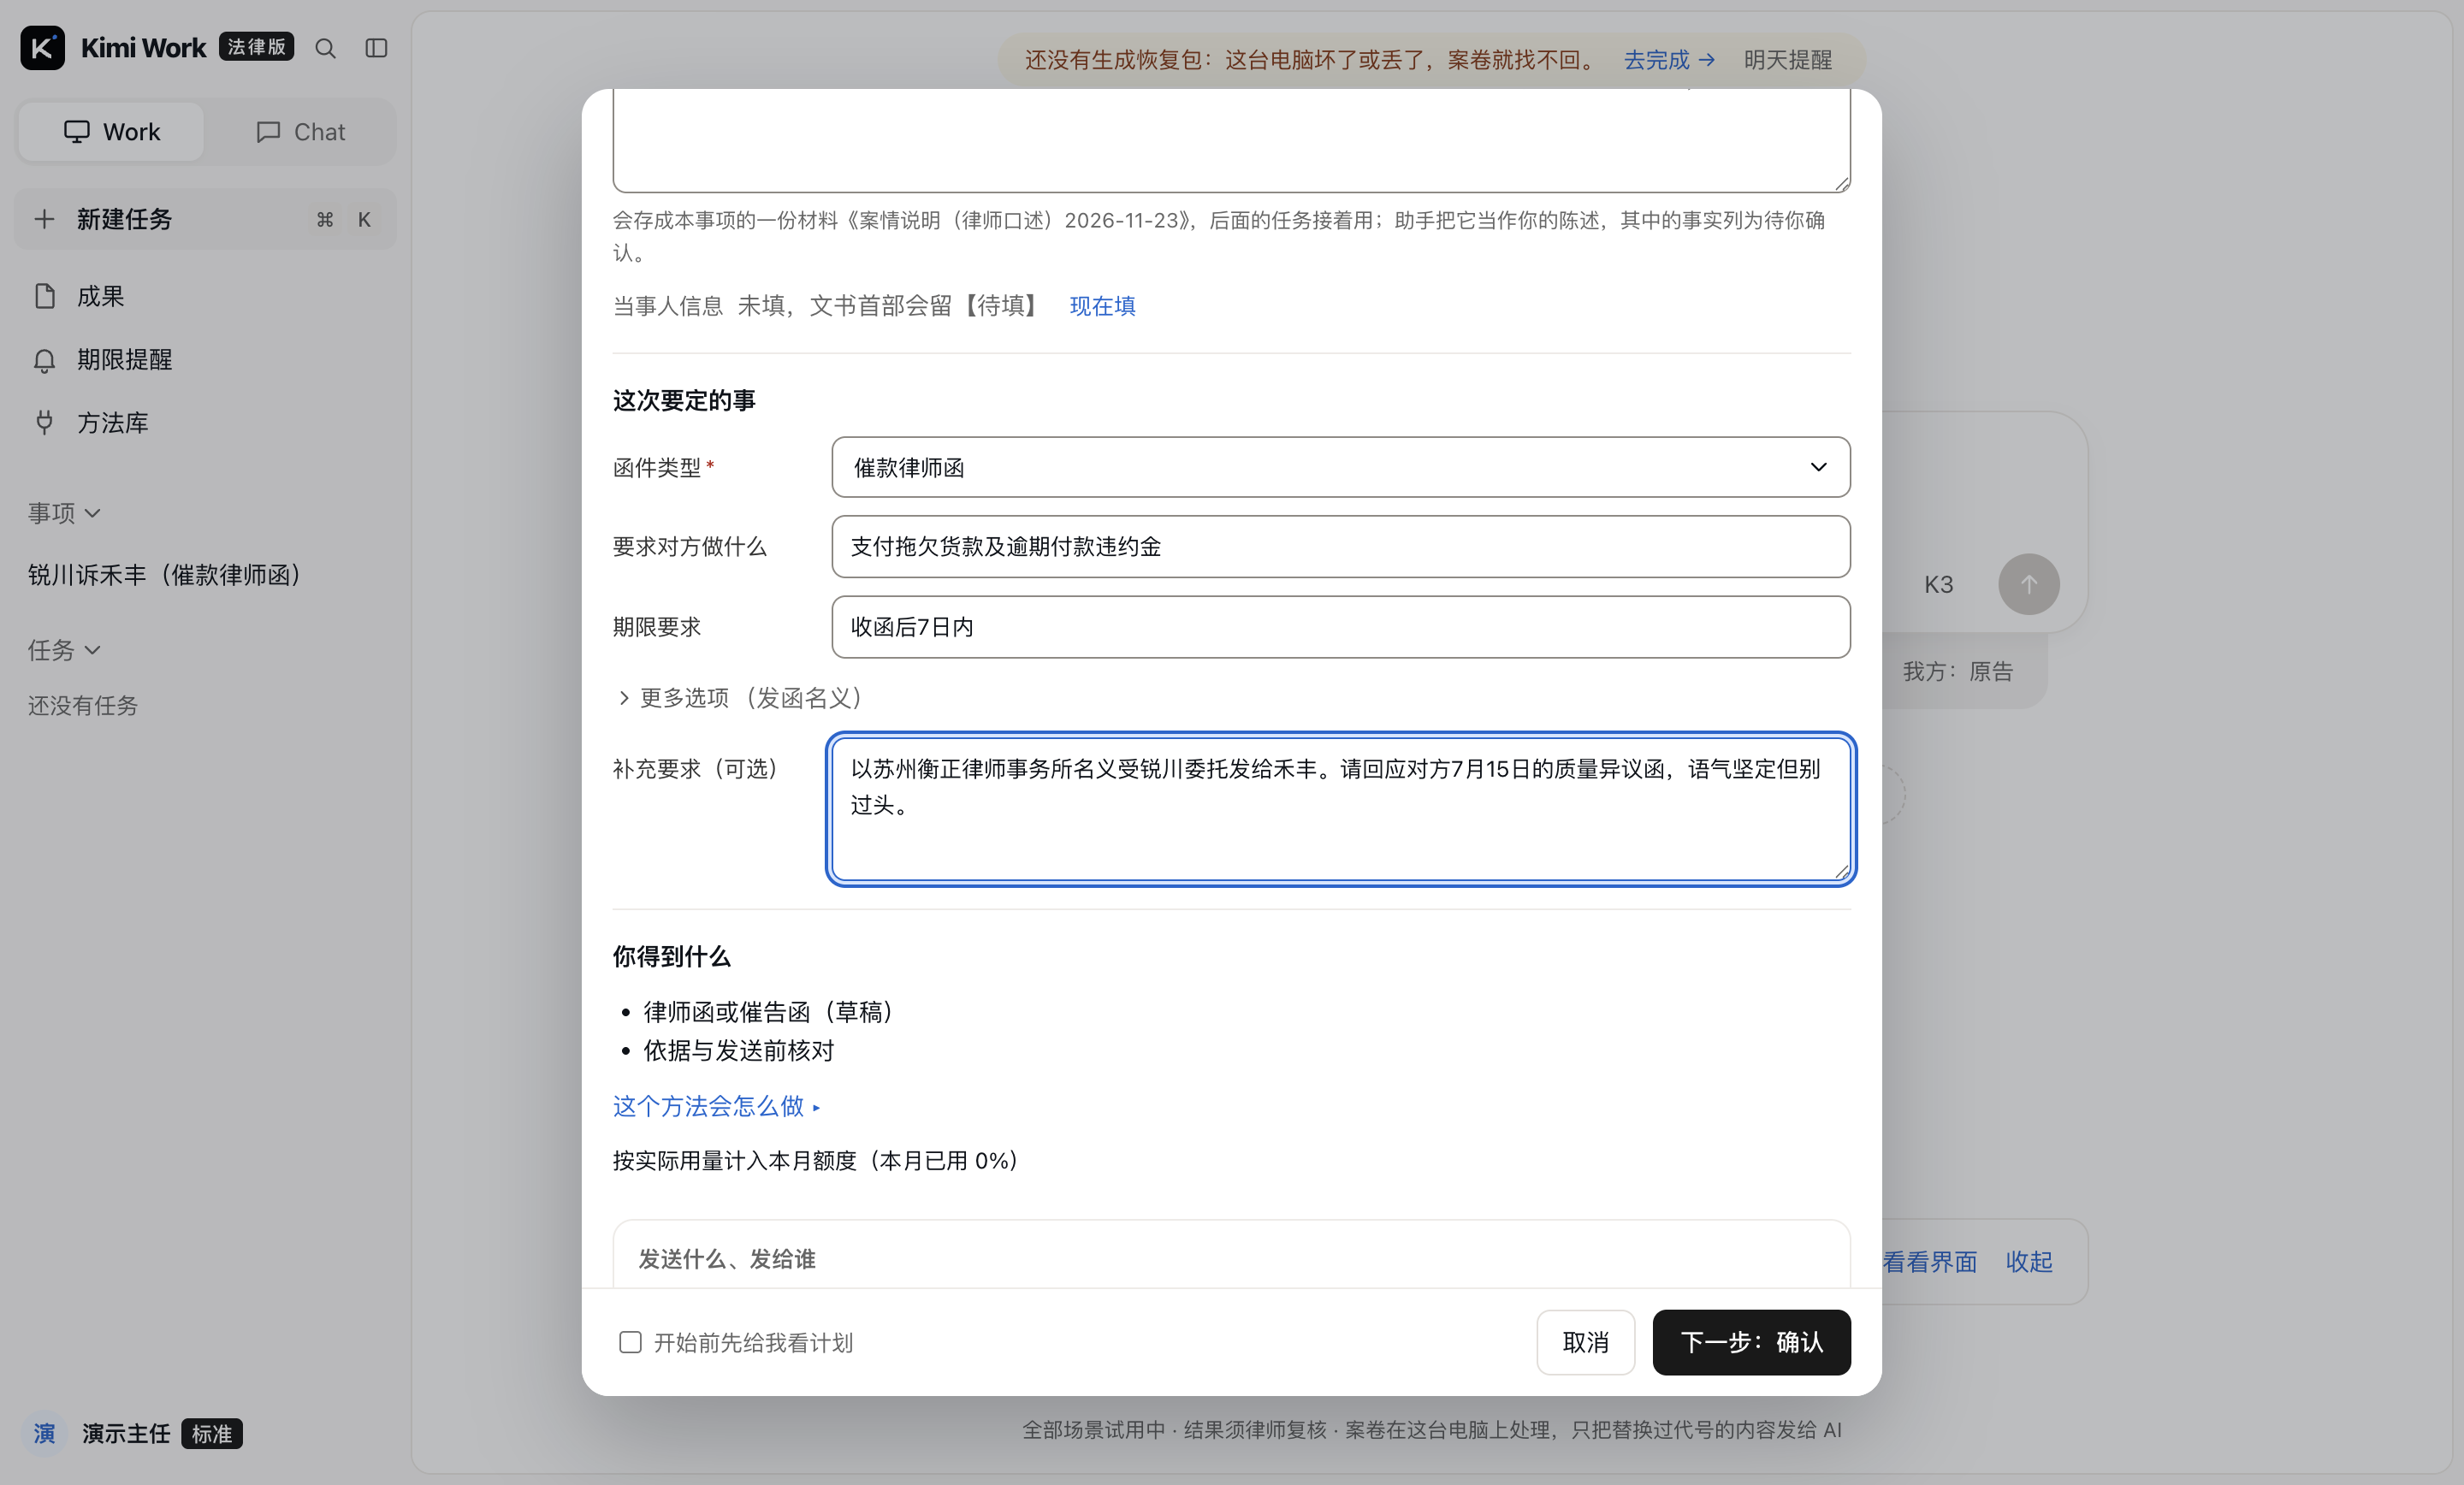 Kimi Work 法律版
Work
Chat
新建任务 ⌘ K
成果
期限提醒
方法库
事项
锐川诉禾丰（催款律师函）
任务
还没有任务
演 演示主任 标准
还没有生成恢复包：这台电脑坏了或丢了，案卷就找不回。 去完成 → 明天提醒
会存成本事项的一份材料《案情说明（律师口述）2026-11-23》，后面的任务接着用；助手把它当作你的陈述，其中的事实列为待你确
认。
当事人信息 未填，文书首部会留【待填】 现在填
这次要定的事
函件类型* 催款律师函
要求对方做什么 支付拖欠货款及逾期付款违约金
期限要求 收函后7日内
更多选项 （发函名义）
补充要求（可选） 以苏州衡正律师事务所名义受锐川委托发给禾丰。请回应对方7月15日的质量异议函，语气坚定但别
过头。
你得到什么
• 律师函或催告函（草稿）
• 依据与发送前核对
这个方法会怎么做 ▸
按实际用量计入本月额度（本月已用 0%）
发送什么、发给谁
开始前先给我看计划
取消
下一步：确认
K3
我方：原告
看看界面 收起
全部场景试用中 · 结果须律师复核 · 案卷在这台电脑上处理，只把替换过代号的内容发给 AI